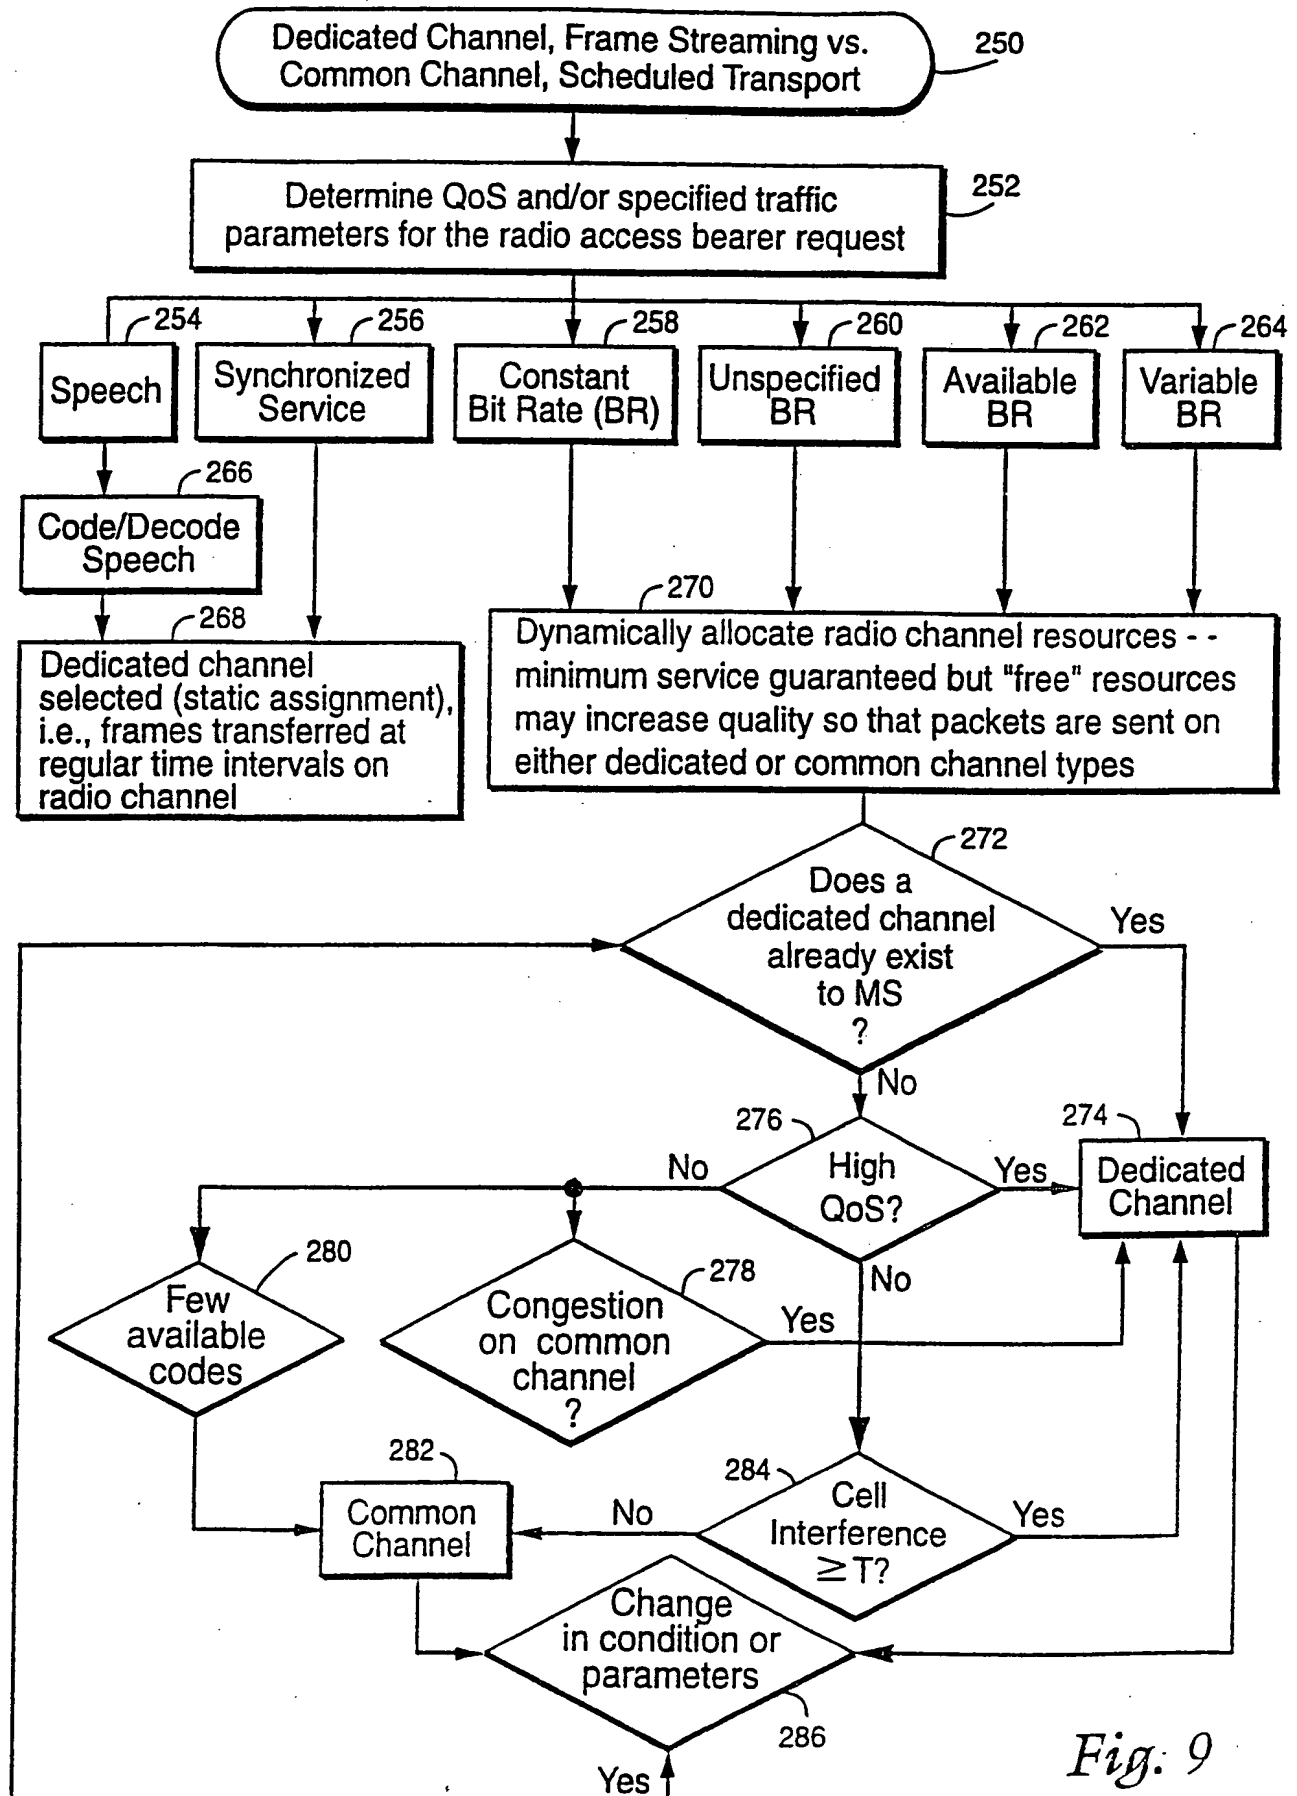 Dedicated Channel, Frame Streaming vs.
Common Channel, Scheduled Transport
250
Determine QoS and/or specified traffic
parameters for the radio access bearer request
252
254
256
258
260
262
264
Speech
Synchronized
Service
Constant
Bit Rate (BR)
Unspecified
BR
Available
BR
Variable
BR
266
Code/Decode
Speech
268
270
Dedicated channel
selected (static assignment),
i.e., frames transferred at
regular time intervals on
radio channel
Dynamically allocate radio channel resources - -
minimum service guaranteed but "free" resources
may increase quality so that packets are sent on
either dedicated or common channel types
272
Does a
dedicated channel
already exist
to MS
?
Yes
No
276
274
High
QoS?
No
Yes
Dedicated
Channel
No
280
278
Few
available
codes
Congestion
on common
channel
?
Yes
282
284
Common
Channel
No
Cell
Interference
≥ T?
Yes
Change
in condition or
parameters
286
Yes
Fig. 9